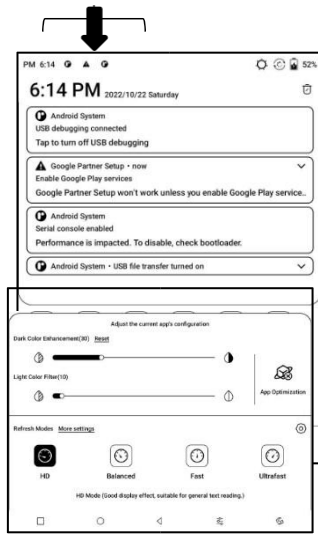 PM 6:14 52%
6:14 PM 2022/10/22 Saturday
Android System
USB debugging connected
Tap to turn off USB debugging
Google Partner Setup • now
Enable Google Play services
Google Partner Setup won't work unless you enable Google Play service..
Android System
Serial console enabled
Performance is impacted. To disable, check bootloader.
Android System • USB file transfer turned on
Adjust the current app's configuration
Dark Color Enhancement(30) Reset
Light Color Filter(10)
App Optimization
Refresh Modes More settings
HD Balanced Fast Ultrafast
HD Mode (Good display effect, suitable for general text reading.)